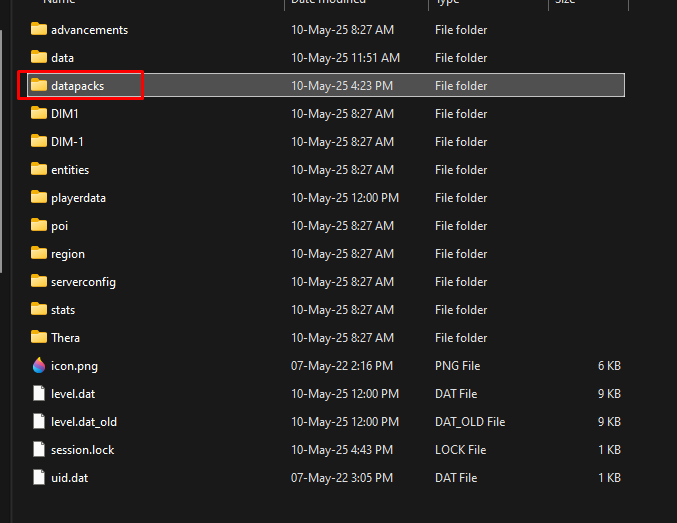 Name Date modified Type Size
advancements 10-May-25 8:27 AM File folder
data 10-May-25 11:51 AM File folder
datapacks 10-May-25 4:23 PM File folder
DIM1 10-May-25 8:27 AM File folder
DIM-1 10-May-25 8:27 AM File folder
entities 10-May-25 8:27 AM File folder
playerdata 10-May-25 12:00 PM File folder
poi 10-May-25 8:27 AM File folder
region 10-May-25 8:27 AM File folder
serverconfig 10-May-25 8:27 AM File folder
stats 10-May-25 8:27 AM File folder
Thera 10-May-25 8:27 AM File folder
icon.png 07-May-22 2:16 PM PNG File 6 KB
level.dat 10-May-25 12:00 PM DAT File 9 KB
level.dat_old 10-May-25 12:00 PM DAT_OLD File 9 KB
session.lock 10-May-25 4:43 PM LOCK File 1 KB
uid.dat 07-May-22 3:05 PM DAT File 1 KB